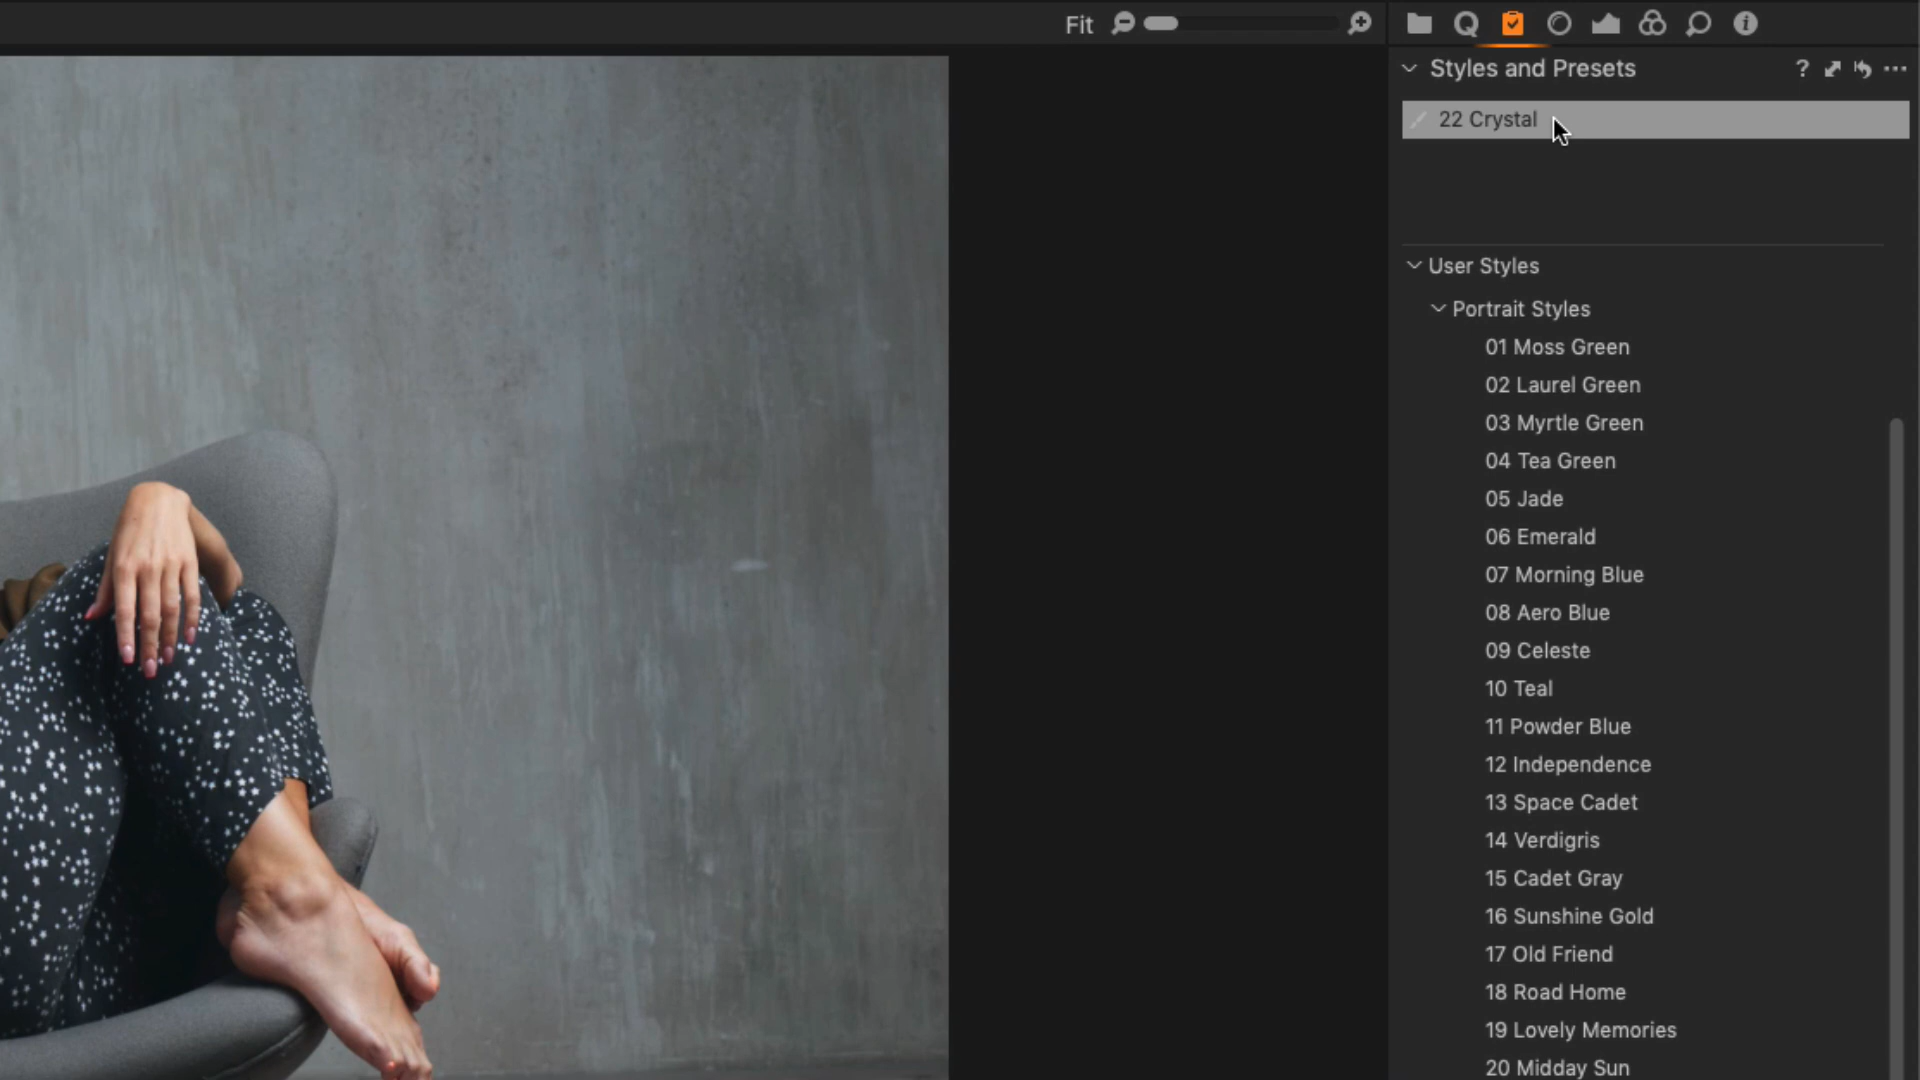 Fit
Styles and Presets
22 Crystal
User Styles
Portrait Styles
01 Moss Green
02 Laurel Green
03 Myrtle Green
04 Tea Green
05 Jade
06 Emerald
07 Morning Blue
08 Aero Blue
09 Celeste
10 Teal
11 Powder Blue
12 Independence
13 Space Cadet
14 Verdigris
15 Cadet Gray
16 Sunshine Gold
17 Old Friend
18 Road Home
19 Lovely Memories
20 Midday Sun